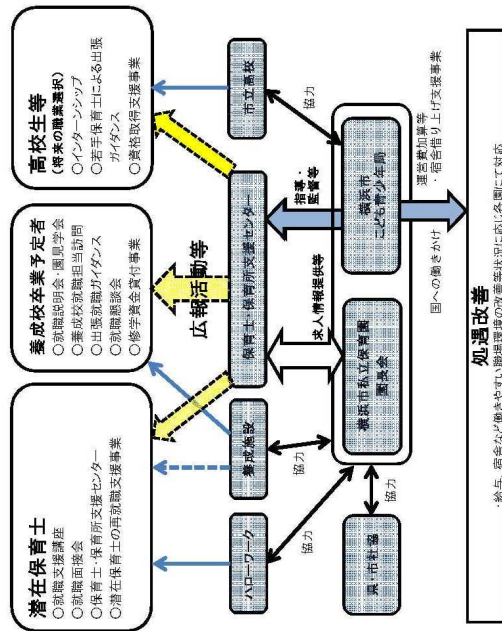 潜在保育士
○就職支援講座
○就職面接会
○保育士・保育所支援センター
○潜在保育士の再就職支援事業
養成校卒業予定者
○就職説明会・園見学会
○養成校就職担当訪問
○出張就職ガイダンス
○就職懇談会
○修学資金貸付事業
高校生等
(将来の職業選択)
○インターンシップ
○若手保育士による出張
ガイダンス
○資格取得支援事業
広報活動等
ハローワーク
養成施設
保育士・保育所支援センター
市立高校
協力
協力
求人情報提供等
指導・
監督等
協力
県・市社協
協力
横浜市私立保育園
園長会
横浜市
こども青少年局
国への働きかけ
運営費加算等
・宿舎借り上げ支援事業
処遇改善
・給与、宿舎など働きやすい職場環境の改善等状況に応じ各園にて対応